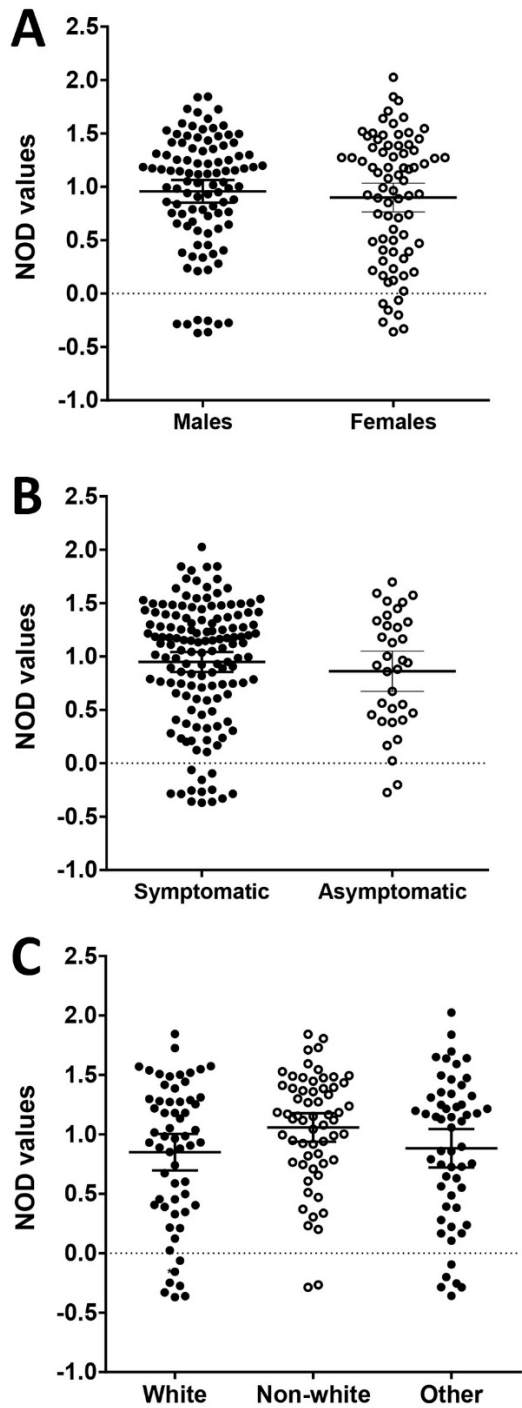 A
2.5
2.0
1.5
1.0
0.5
0.0
-0.5
-1.0
NOD values
Males Females
B
2.5
2.0
1.5
1.0
0.5
0.0
-0.5
-1.0
NOD values
Symptomatic Asymptomatic
C
2.5
2.0
1.5
1.0
0.5
0.0
-0.5
-1.0
NOD values
White Non-white Other